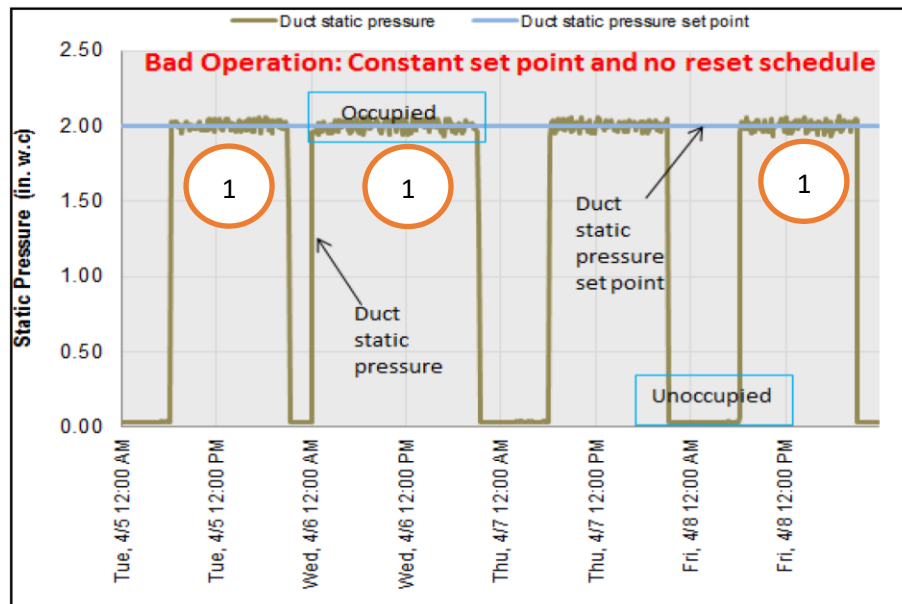 Duct static pressure
Duct static pressure set point
Bad Operation: Constant set point and no reset schedule
Static Pressure (in. w.c)
2.50
2.00
1.50
1.00
0.50
0.00
Occupied
1
1
1
Duct
static
pressure
Duct
static
pressure
set point
Unoccupied
Tue, 4/5 12:00 AM
Tue, 4/5 12:00 PM
Wed, 4/6 12:00 AM
Wed, 4/6 12:00 PM
Thu, 4/7 12:00 AM
Thu, 4/7 12:00 PM
Fri, 4/8 12:00 AM
Fri, 4/8 12:00 PM